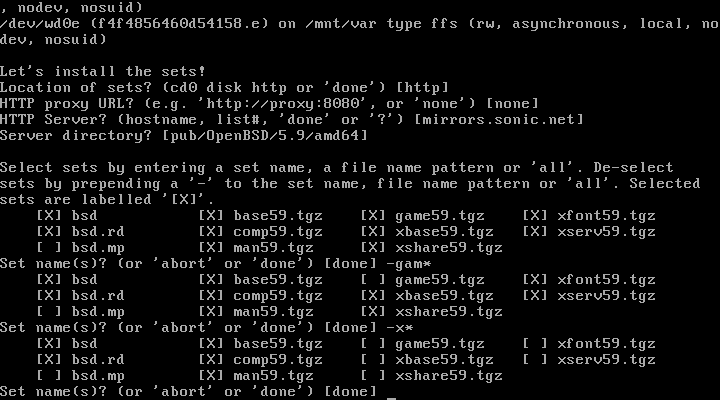 , nodev, nosuid)
/dev/wd0e (f4f4856460d54158.e) on /mnt/var type ffs (rw, asynchronous, local, no
dev, nosuid)

Let's install the sets!
Location of sets? (cd0 disk http or 'done') [http]
HTTP proxy URL? (e.g. 'http://proxy:8080', or 'none') [none]
HTTP Server? (hostname, list#, 'done' or '?') [mirrors.sonic.net]
Server directory? [pub/OpenBSD/5.9/amd64]

Select sets by entering a set name, a file name pattern or 'all'. De-select
sets by prepending a '-' to the set name, file name pattern or 'all'. Selected
sets are labelled '[X]'.
    [X] bsd           [X] base59.tgz    [X] game59.tgz    [X] xfont59.tgz
    [X] bsd.rd        [X] comp59.tgz    [X] xbase59.tgz   [X] xserv59.tgz
    [ ] bsd.mp        [X] man59.tgz     [X] xshare59.tgz
Set name(s)? (or 'abort' or 'done') [done] -gam*
    [X] bsd           [X] base59.tgz    [ ] game59.tgz    [X] xfont59.tgz
    [X] bsd.rd        [X] comp59.tgz    [X] xbase59.tgz   [X] xserv59.tgz
    [ ] bsd.mp        [X] man59.tgz     [X] xshare59.tgz
Set name(s)? (or 'abort' or 'done') [done] -x*
    [X] bsd           [X] base59.tgz    [ ] game59.tgz    [ ] xfont59.tgz
    [X] bsd.rd        [X] comp59.tgz    [ ] xbase59.tgz   [ ] xserv59.tgz
    [ ] bsd.mp        [X] man59.tgz     [ ] xshare59.tgz
Set name(s)? (or 'abort' or 'done') [done] _